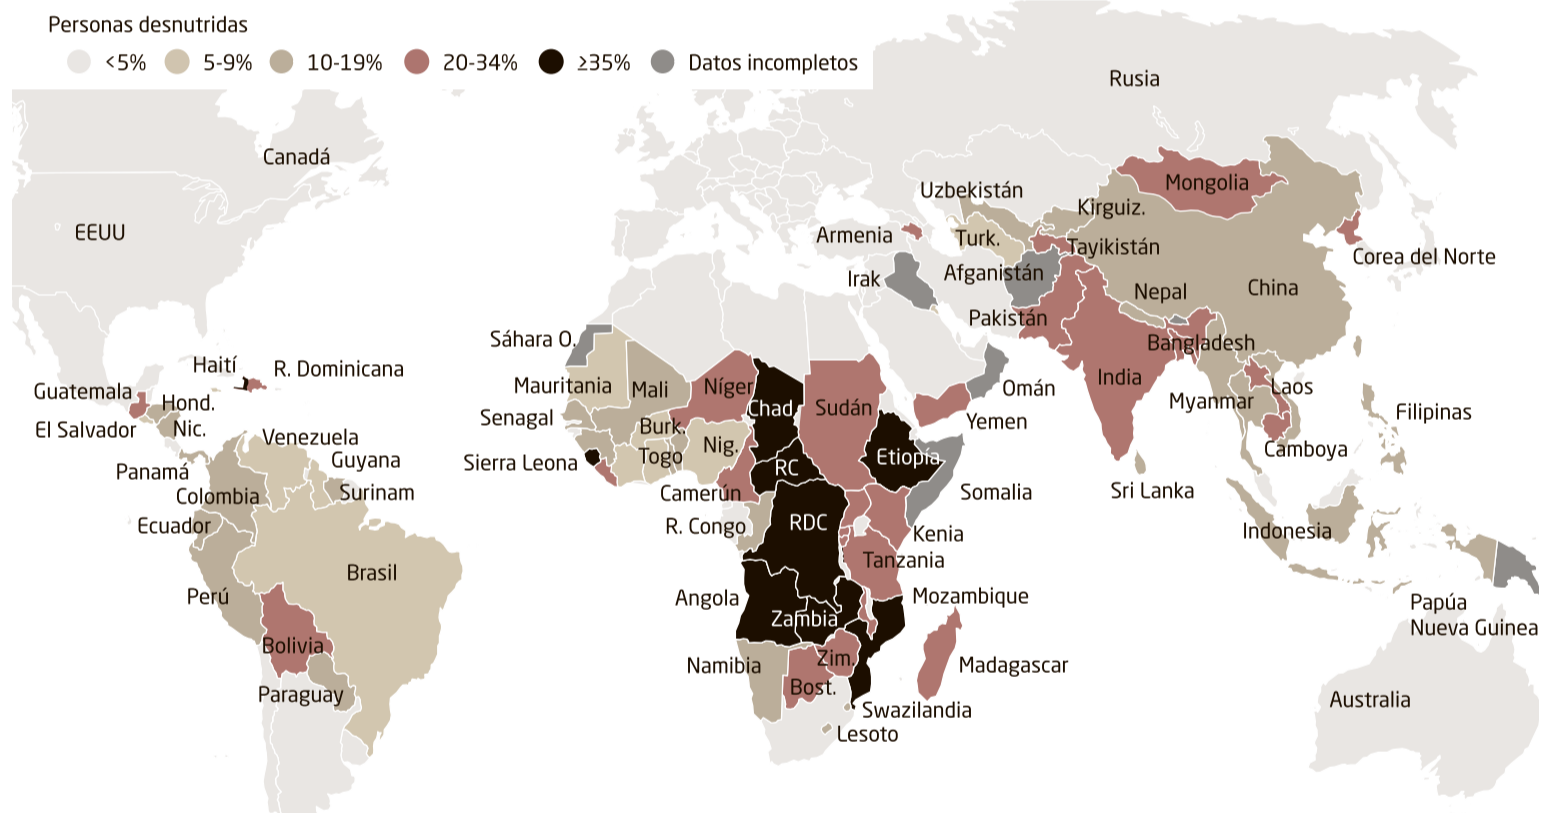 Personas desnutridas
<5%
5-9%
10-19%
20-34%
≥35%
Datos incompletos
Rusia
Canadá
Mongolia
Uzbekistán
Kirguiz.
EEUU
Armenia
Turk.
Tayikistán
Corea del Norte
Irak
Afganistán
Nepal
China
Pakistán
Sáhara O.
Bangladesh
Haití
R. Dominicana
India
Guatemala
Mauritania
Mali
Níger
Omán
Laos
Hond.
Chad
Sudán
Myanmar
Senagal
Yemen
Filipinas
El Salvador
Nic.
Burk.
Venezuela
Nig.
Camboya
Guyana
Togo
Etiopía
Sierra Leona
RC
Panamá
Colombia
Surinam
Camerún
Somalia
Sri Lanka
Ecuador
R. Congo
RDC
Kenia
Indonesia
Tanzania
Brasil
Perú
Angola
Mozambique
Papúa
Nueva Guinea
Zambia
Bolivia
Namibia
Zim.
Madagascar
Bost.
Paraguay
Australia
Swazilandia
Lesoto